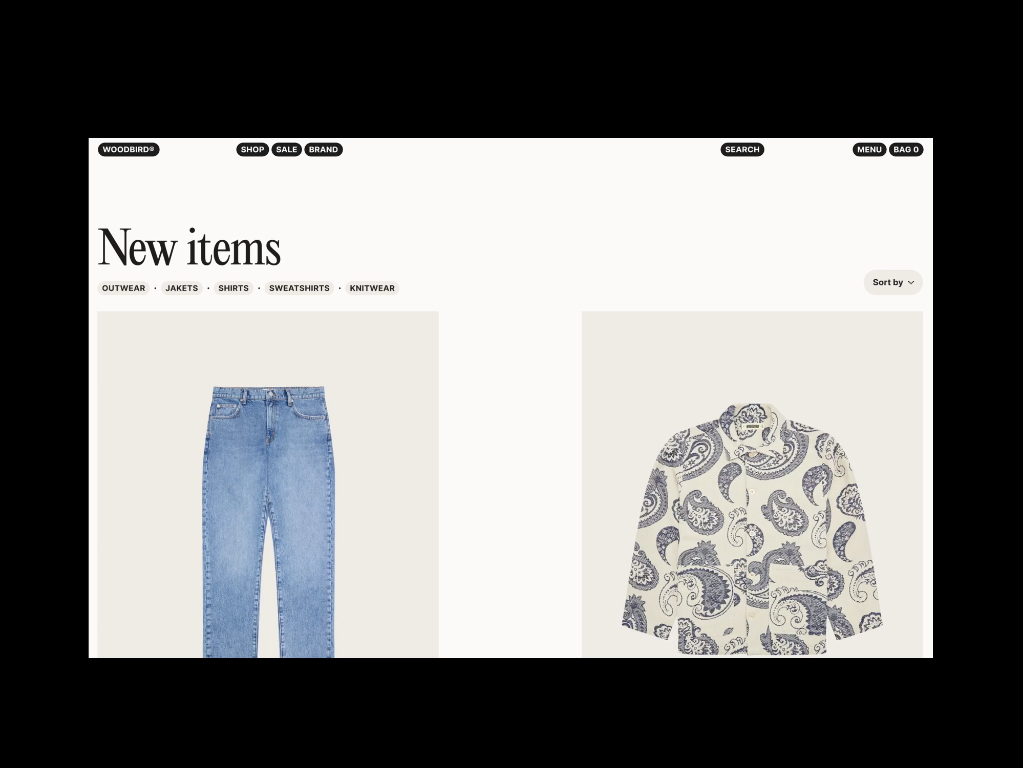 WOODBIRD® SHOP SALE BRAND SEARCH MENU BAG 0
New items
OUTWEAR · JAKETS · SHIRTS · SWEATSHIRTS · KNITWEAR
Sort by